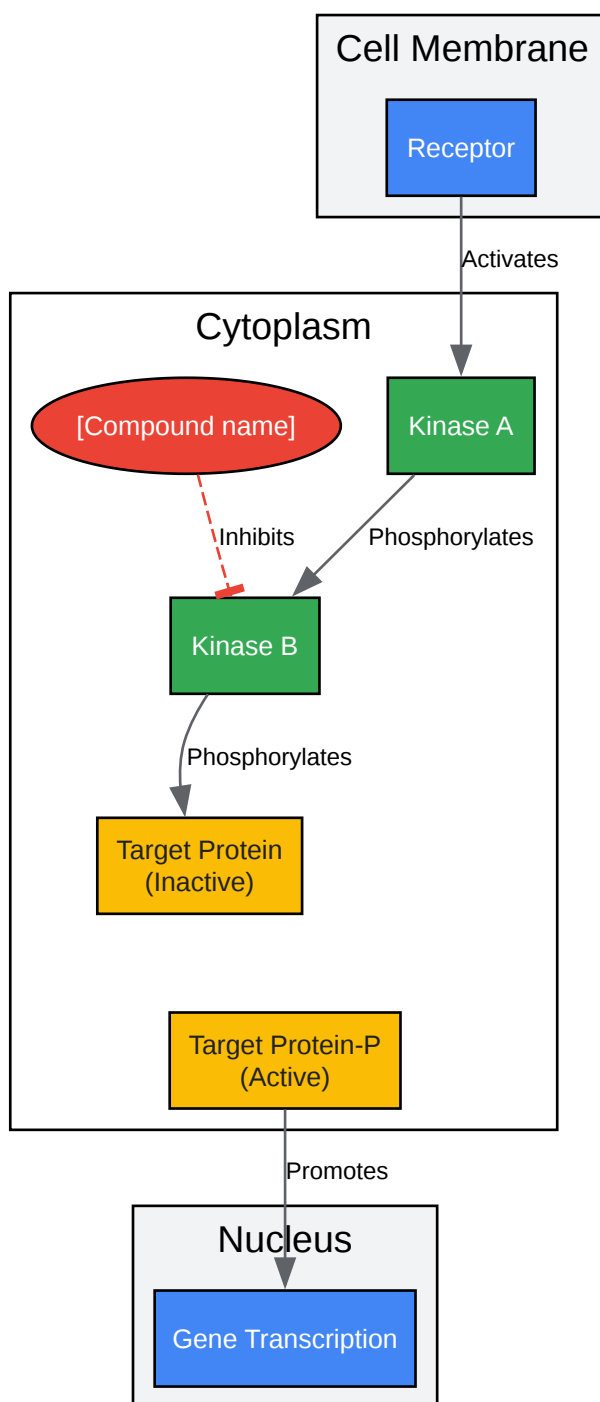 Cell Membrane
Receptor
Activates
Cytoplasm
[Compound name]
Kinase A
Inhibits
Phosphorylates
Kinase B
Phosphorylates
Target Protein
(Inactive)
Target Protein-P
(Active)
Promotes
Nucleus
Gene Transcription